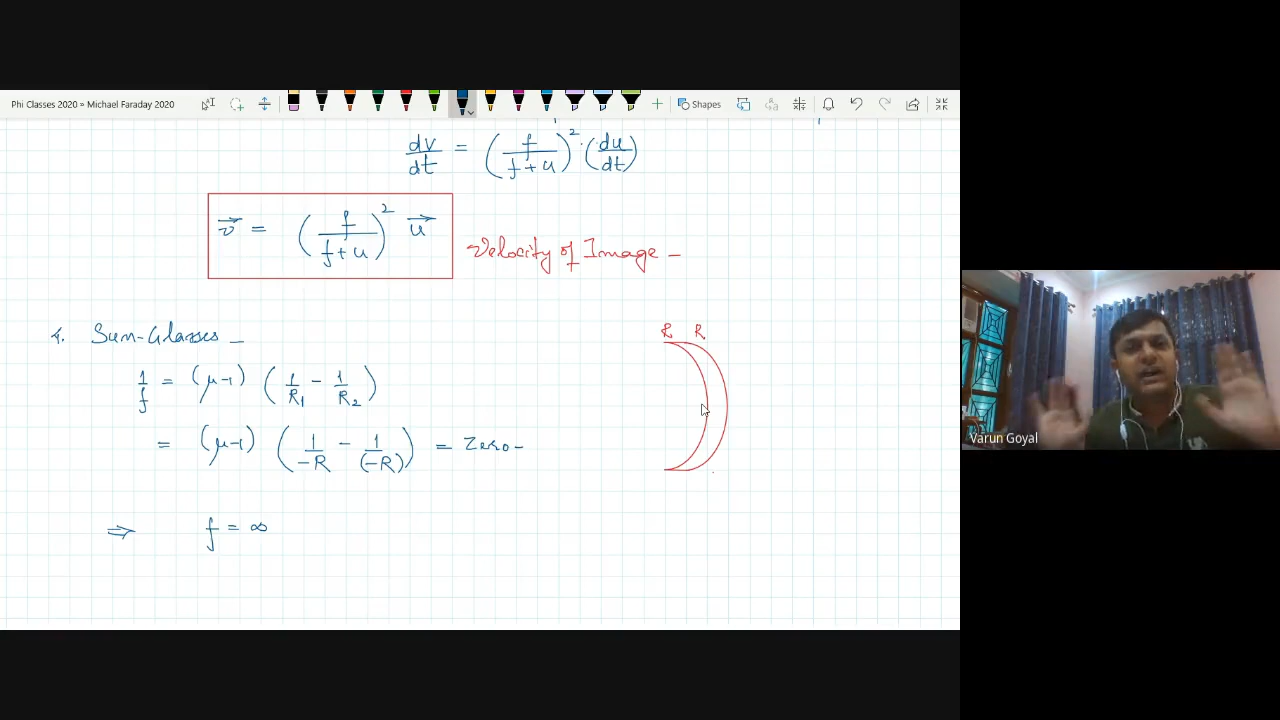 Phi Classes 2020 » Michael Faraday 2020
Shapes
dv/dt = (f/(f+u))² · (du/dt)
v⃗ = (f/(f+u))² u⃗
Velocity of Image –
4. Sun-Glasses –
R R
1/f = (μ-1) (1/R₁ - 1/R₂)
= (μ-1) (1/-R - 1/(-R)) = Zero –
⇒ f = ∞
Varun Goyal